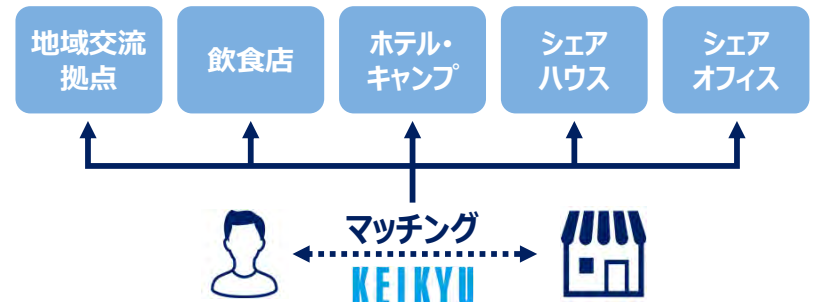 地域交流
拠点
飲食店
ホテル・
キャンプ
シェア
ハウス
シェア
オフィス
マッチング
KEIKYU